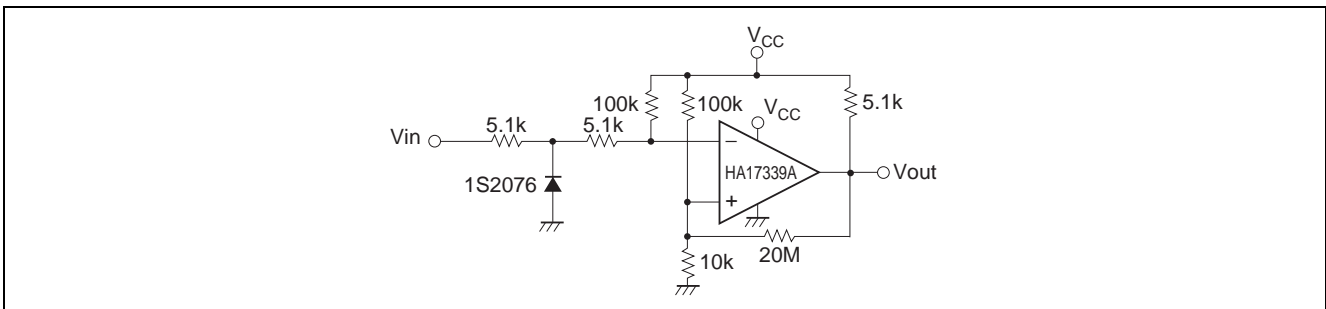 VCC
100k
100k
VCC
5.1k
Vin
5.1k
5.1k
−
HA17339A
Vout
1S2076
+
10k
20M